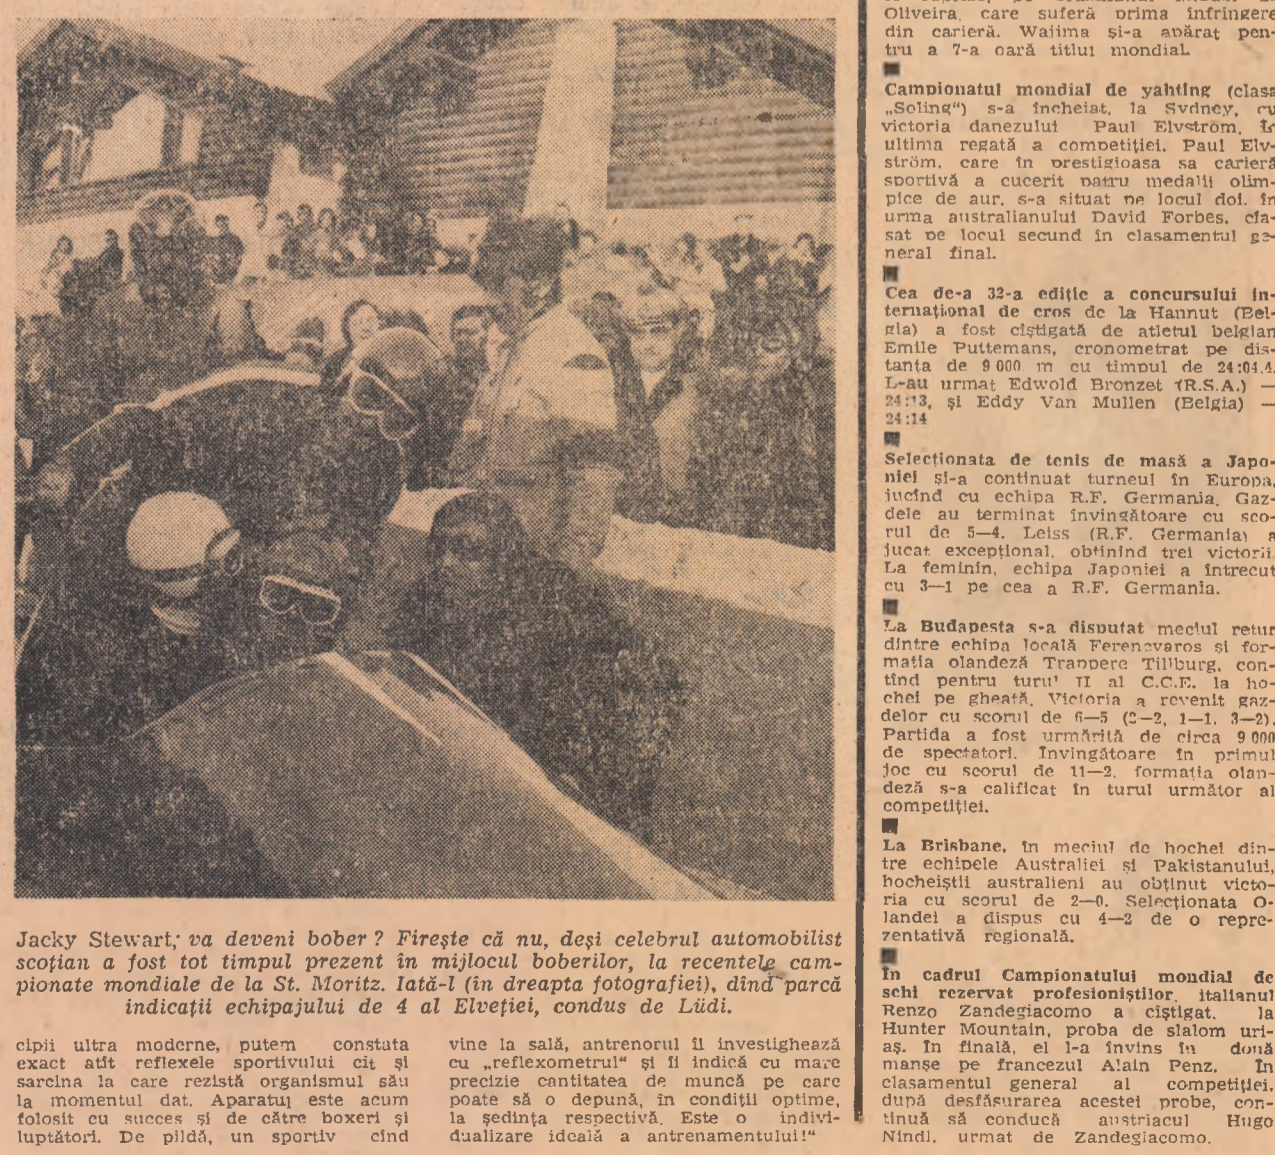 Jacky Stewart, va deveni bober? Firește că nu, deși celebrul automobilist
scoțian a fost tot timpul prezent în mijlocul boberilor, la recentele cam-
pionate mondiale de la St. Moritz. Iată-l (în dreapta fotografiei), dînd parcă
indicații echipajului de 4 al Elveției, condus de Lüdi.
cipii ultra moderne, putem constata
exact atît reflexele sportivului cît și
sarcina la care rezistă organismul său
la momentul dat. Aparatul este acum
folosit cu succes și de către boxeri și
luptători. De pildă, un sportiv cînd
vine la sală, antrenorul îl investighează
cu „reflexometrul“ și îi indică cu mare
precizie cantitatea de muncă pe care
poate să o depună, în condiții optime,
la ședința respectivă. Este o indivi-
dualizare ideală a antrenamentului!“
Oliveira, care suferă prima înfrîngere
din carieră. Wajima și-a apărat pen-
tru a 7-a oară titlul mondial.
Campionatul mondial de yahting (clasa
„Soling“) s-a încheiat, la Sydney, cu
victoria danezului Paul Elvström. În
ultima regată a competiției, Paul Elv-
ström, care în prestigioasa sa carieră
sportivă a cucerit patru medalii olim-
pice de aur, s-a situat pe locul doi, în
urma australianului David Forbes, cla-
sat pe locul secund în clasamentul ge-
neral final.
Cea de-a 32-a ediție a concursului in-
ternațional de cros de la Hannut (Bel-
gia) a fost cîștigată de atletul belgian
Emile Puttemans, cronometrat pe dis-
tanța de 9 000 m cu timpul de 24:04,4.
L-au urmat Edwold Bronzet (R.S.A.) —
24:13, și Eddy Van Mullen (Belgia) —
24:14
Selecționata de tenis de masă a Japo-
niei și-a continuat turneul în Europa,
jucînd cu echipa R.F. Germania. Gaz-
dele au terminat învingătoare cu sco-
rul de 5—4. Leiss (R.F. Germania) a
jucat excepțional, obținînd trei victorii.
La feminin, echipa Japoniei a întrecut
cu 3—1 pe cea a R.F. Germania.
La Budapesta s-a disputat meciul retur
dintre echipa locală Ferencvaros și for-
mația olandeză Trappere Tillburg, con-
tînd pentru turul II al C.C.E. la ho-
chei pe gheață. Victoria a revenit gaz-
delor cu scorul de 6—5 (2—2, 1—1, 3—2).
Partida a fost urmărită de circa 9 000
de spectatori. Invingătoare în primul
joc cu scorul de 11—2, formația olan-
deză s-a calificat în turul următor al
competiției.
La Brisbane, în meciul de hochei din-
tre echipele Australiei și Pakistanului,
hocheiștii australieni au obținut victo-
ria cu scorul de 2—0. Selecționata O-
landei a dispus cu 4—2 de o repre-
zentativă regională.
În cadrul Campionatului mondial de
schi rezervat profesioniștilor, italianul
Renzo Zandegiacomo a cîștigat, la
Hunter Mountain, proba de slalom uri-
aș. În finală, el l-a învins în două
manșe pe francezul Alain Penz. În
clasamentul general al competiției,
după desfășurarea acestei probe, con-
tinuă să conducă austriacul Hugo
Nindl, urmat de Zandegiacomo.